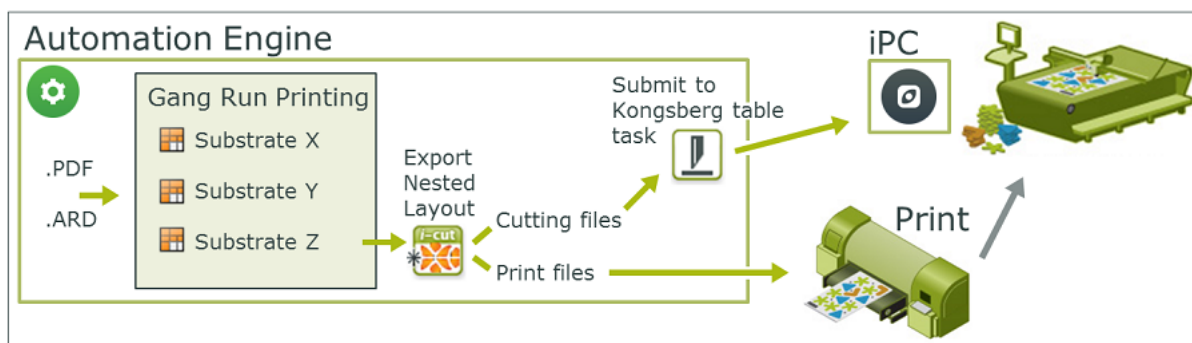 Automation Engine
iPC
Gang Run Printing
Substrate X
Substrate Y
Substrate Z
.PDF
.ARD
Export
Nested
Layout
i-cut
Cutting files
Print files
Submit to
Kongsberg table
task
Print